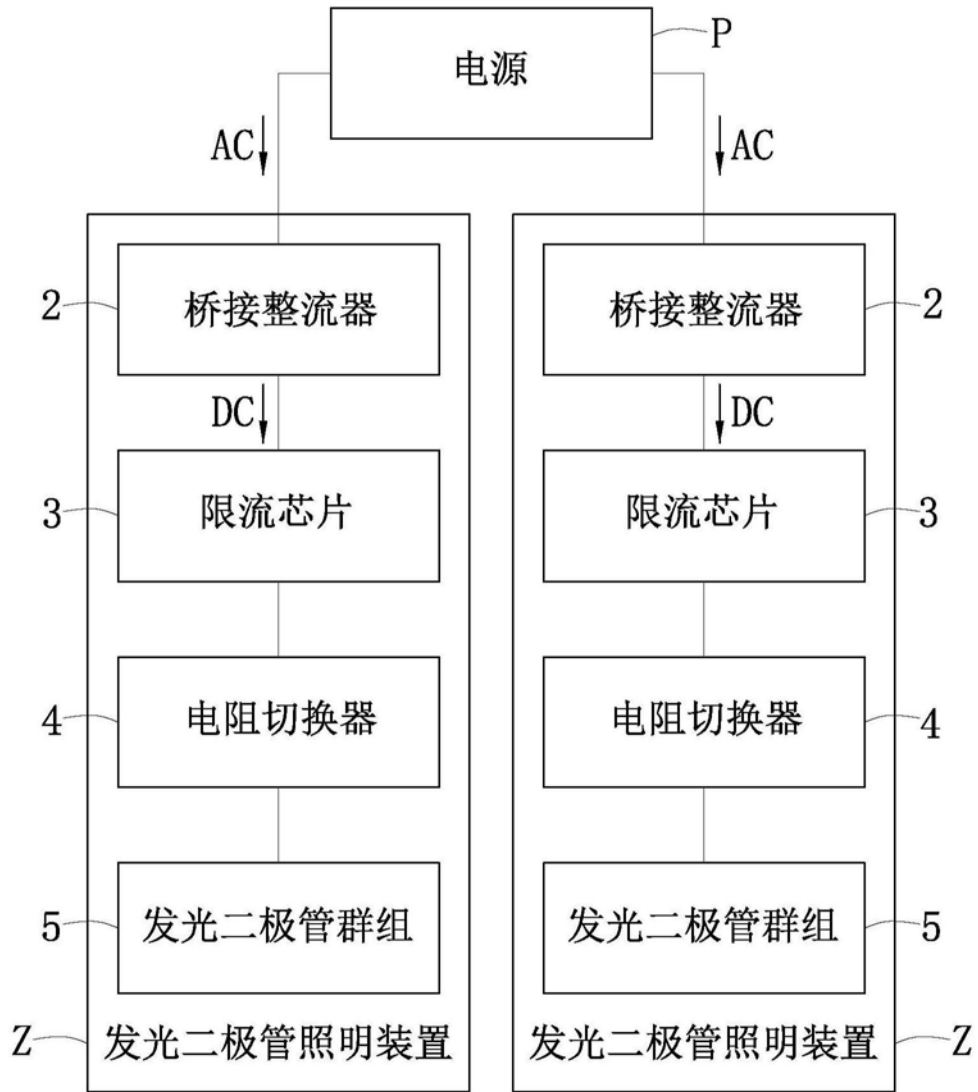 电源
P
AC
AC
桥接整流器
桥接整流器
2
2
DC
DC
限流芯片
限流芯片
3
3
电阻切换器
电阻切换器
4
4
发光二极管群组
发光二极管群组
5
5
Z
发光二极管照明装置
发光二极管照明装置
Z